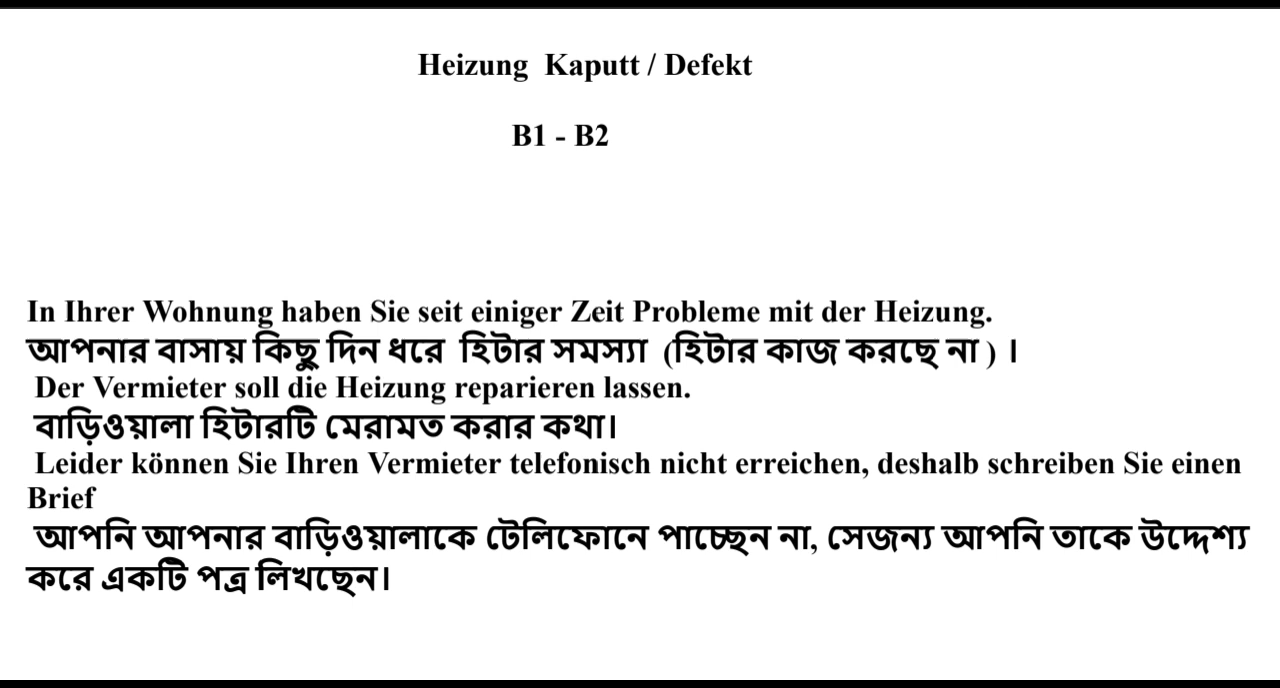 Heizung Kaputt / Defekt
B1 - B2
In Ihrer Wohnung haben Sie seit einiger Zeit Probleme mit der Heizung.
আপনার বাসায় কিছু দিন ধরে হিটার সমস্যা (হিটার কাজ করছে না) ।
Der Vermieter soll die Heizung reparieren lassen.
বাড়িওয়ালা হিটারটি মেরামত করার কথা।
Leider können Sie Ihren Vermieter telefonisch nicht erreichen, deshalb schreiben Sie einen
Brief
আপনি আপনার বাড়িওয়ালাকে টেলিফোনে পাচ্ছেন না, সেজন্য আপনি তাকে উদ্দেশ্য
করে একটি পত্র লিখছেন।